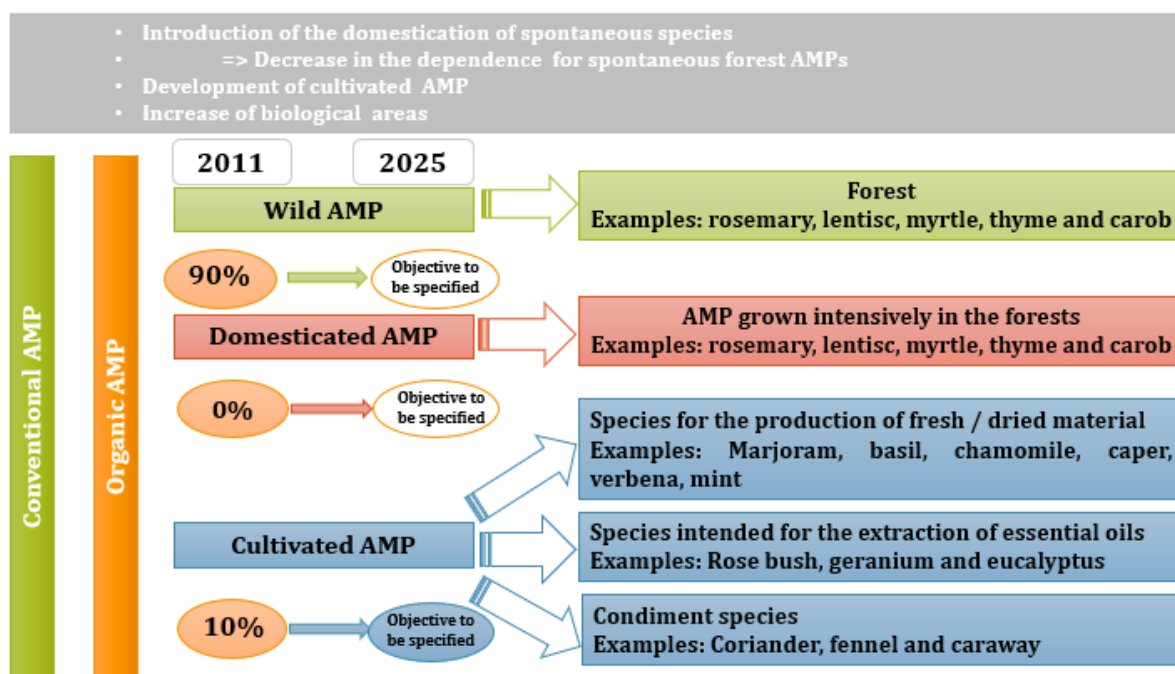 • Introduction of the domestication of spontaneous species
• => Decrease in the dependence for spontaneous forest AMPs
• Development of cultivated AMP
• Increase of biological areas
Conventional AMP
Organic AMP
2011
2025
Wild AMP
Forest
Examples: rosemary, lentisc, myrtle, thyme and carob
90%
Objective to
be specified
Domesticated AMP
AMP grown intensively in the forests
Examples: rosemary, lentisc, myrtle, thyme and carob
0%
Objective to
be specified
Species for the production of fresh / dried material
Examples: Marjoram, basil, chamomile, caper,
verbena, mint
Cultivated AMP
Species intended for the extraction of essential oils
Examples: Rose bush, geranium and eucalyptus
10%
Objective to
be specified
Condiment species
Examples: Coriander, fennel and caraway